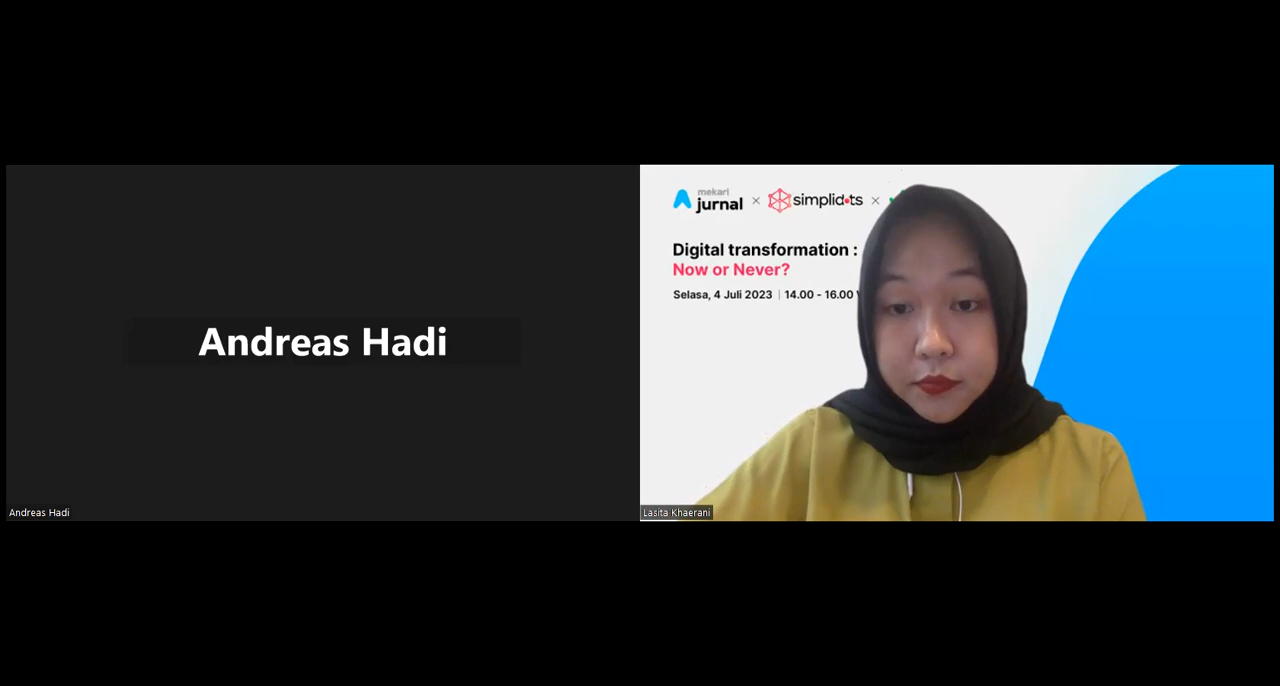 Andreas Hadi
Andreas Hadi
mekari
jurnal × simplidots ×
Digital transformation :
Now or Never?
Selasa, 4 Juli 2023 | 14.00 - 16.00
Lasita Khaerani